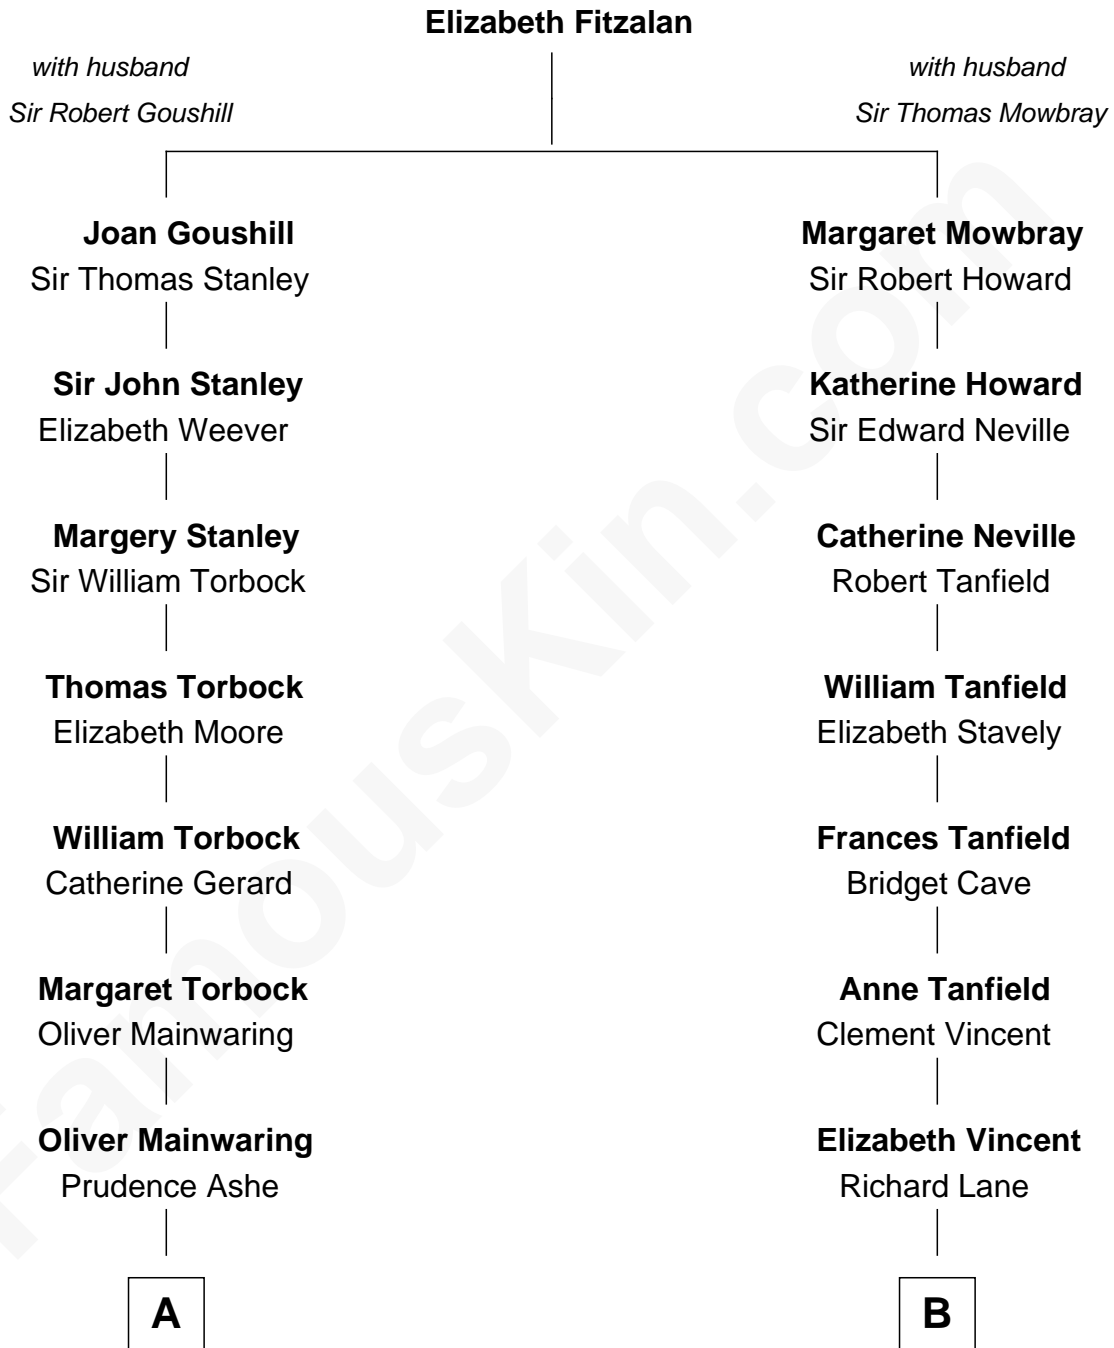 Elizabeth Fitzalan
with husband
Sir Robert Goushill
with husband
Sir Thomas Mowbray
Joan Goushill
Sir Thomas Stanley
Margaret Mowbray
Sir Robert Howard
Sir John Stanley
Elizabeth Weever
Katherine Howard
Sir Edward Neville
Margery Stanley
Sir William Torbock
Catherine Neville
Robert Tanfield
Thomas Torbock
Elizabeth Moore
William Tanfield
Elizabeth Stavely
William Torbock
Catherine Gerard
Frances Tanfield
Bridget Cave
Margaret Torbock
Oliver Mainwaring
Anne Tanfield
Clement Vincent
Oliver Mainwaring
Prudence Ashe
Elizabeth Vincent
Richard Lane
A
B
FamousKin.com